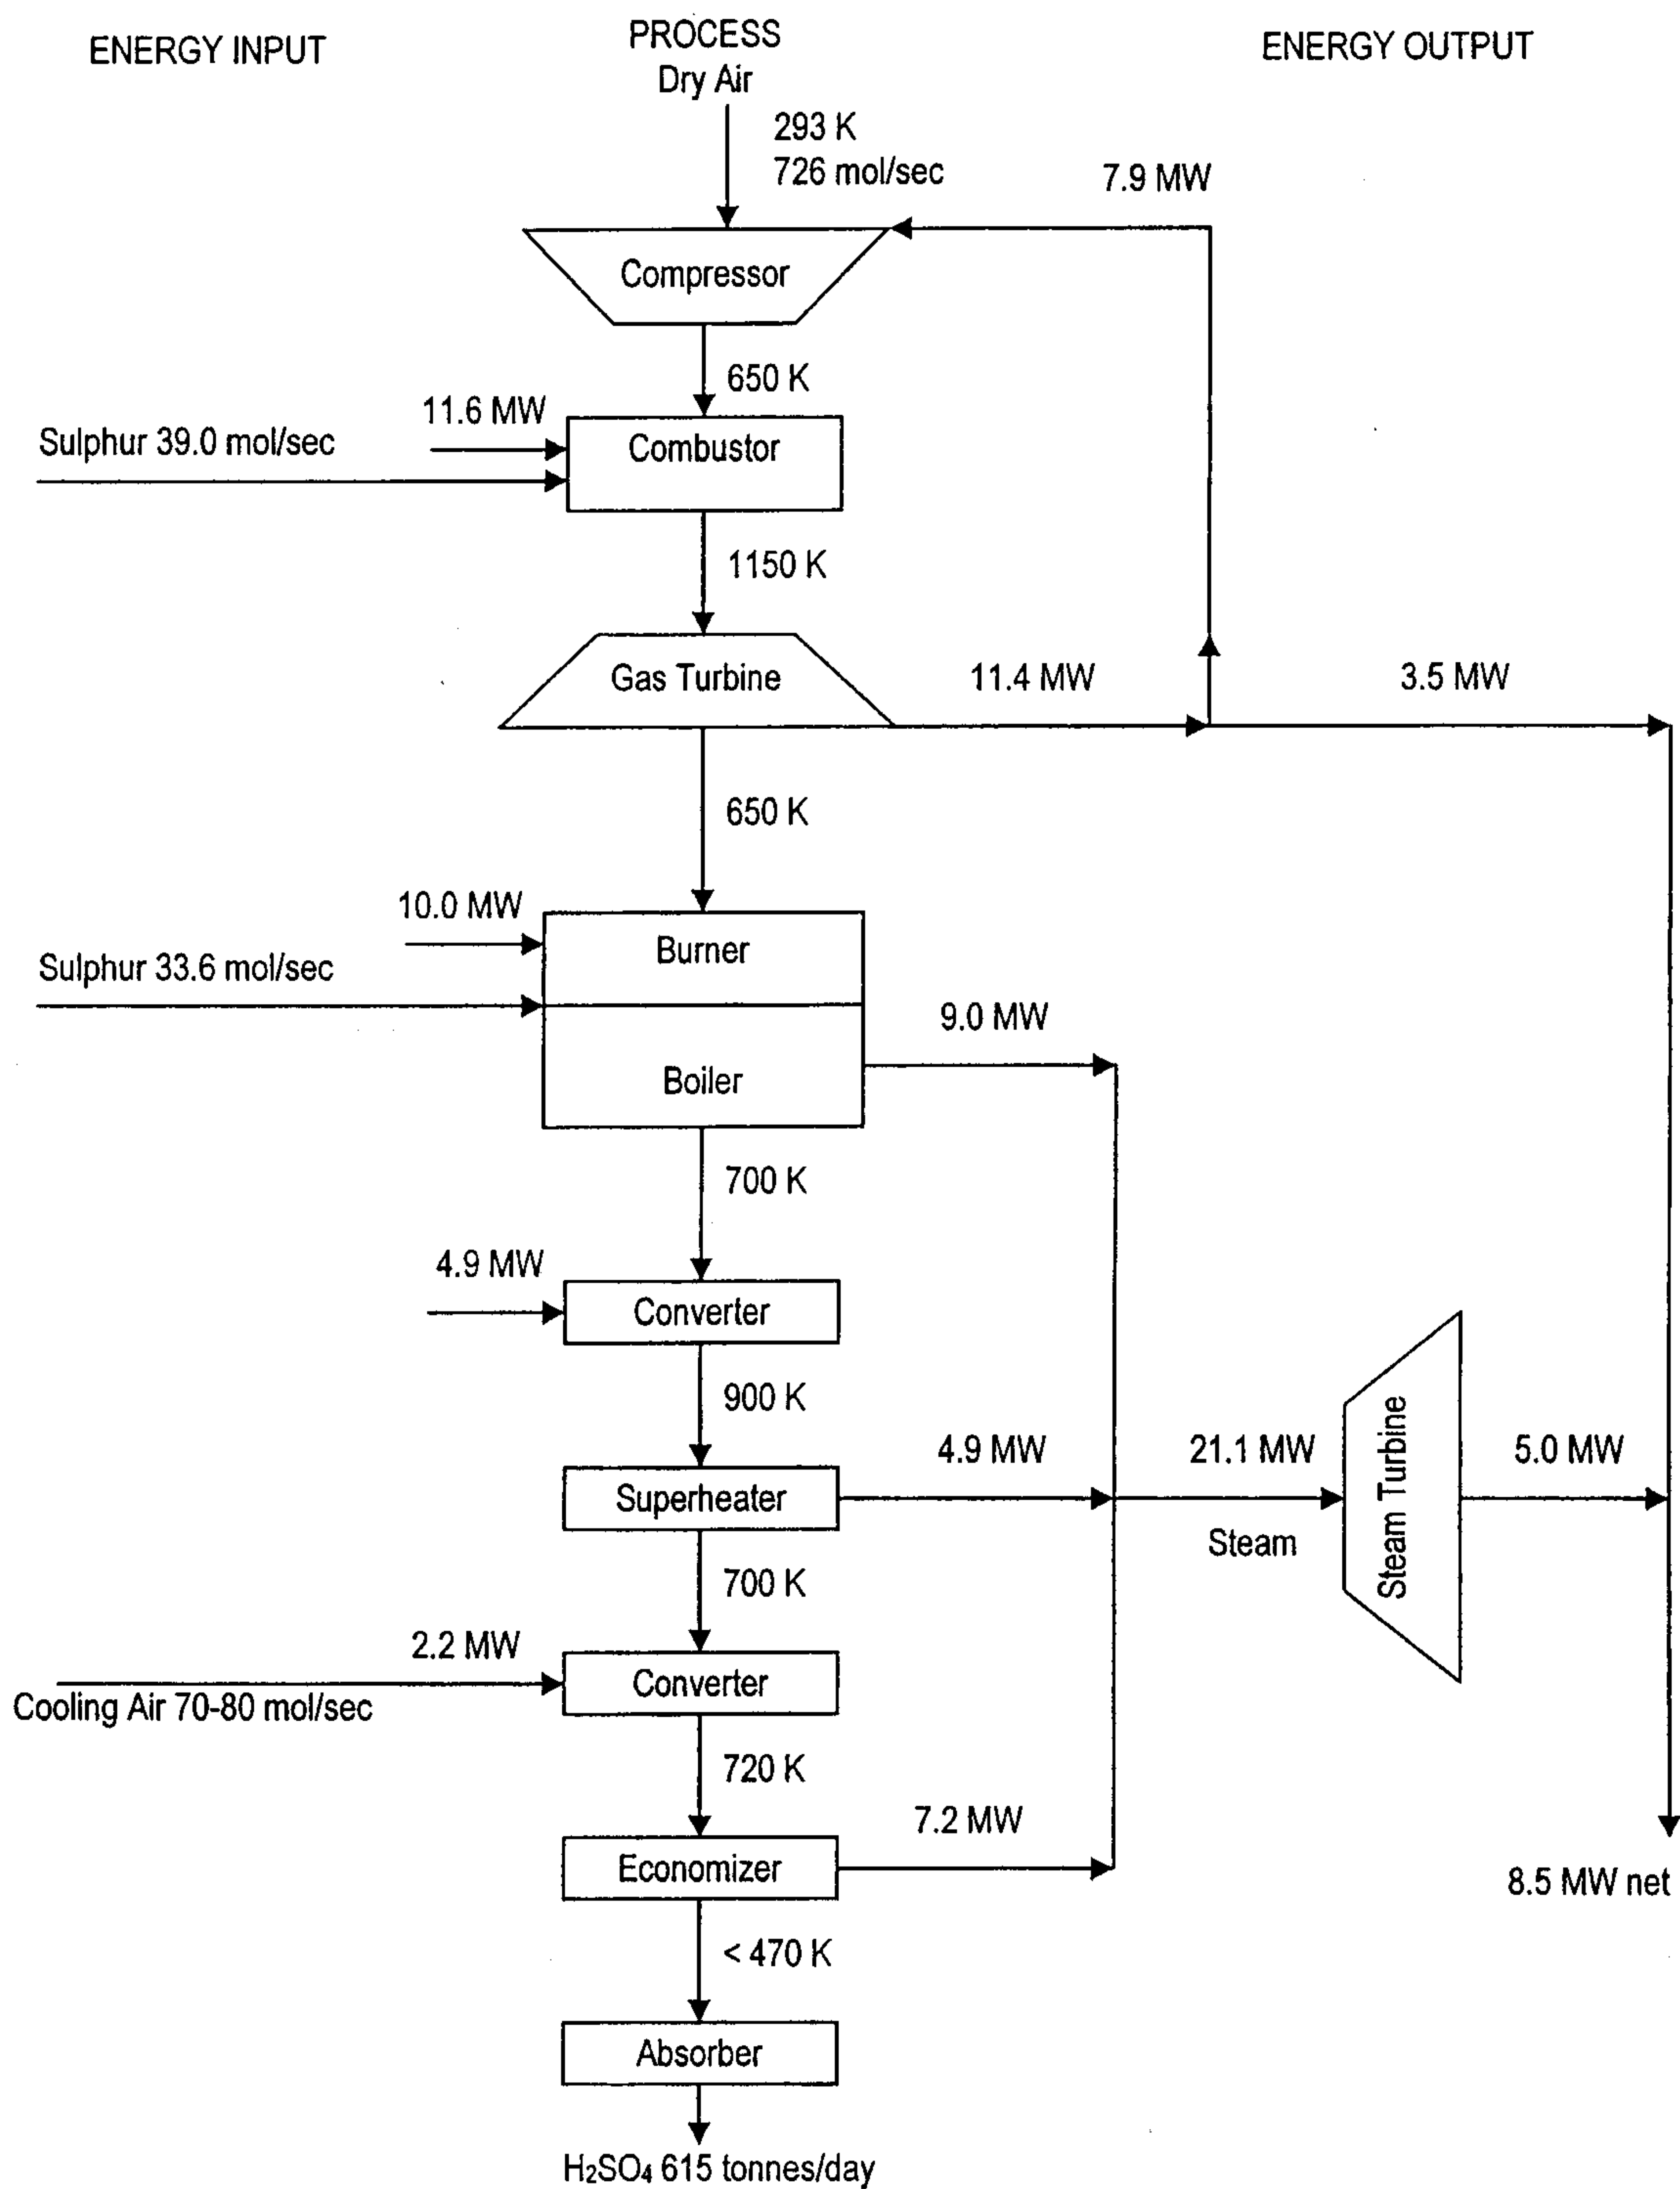 ENERGY INPUT
PROCESS
ENERGY OUTPUT
Dry Air
293 K
726 mol/sec
7.9 MW
Compressor
650 K
11.6 MW
Sulphur 39.0 mol/sec
Combustor
1150 K
Gas Turbine
11.4 MW
3.5 MW
650 K
10.0 MW
Burner
Sulphur 33.6 mol/sec
9.0 MW
Boiler
700 K
4.9 MW
Converter
900 K
4.9 MW
21.1 MW
5.0 MW
Superheater
Steam
Steam Turbine
700 K
2.2 MW
Converter
Cooling Air 70-80 mol/sec
720 K
7.2 MW
Economizer
8.5 MW net
< 470 K
Absorber
H₂SO₄ 615 tonnes/day